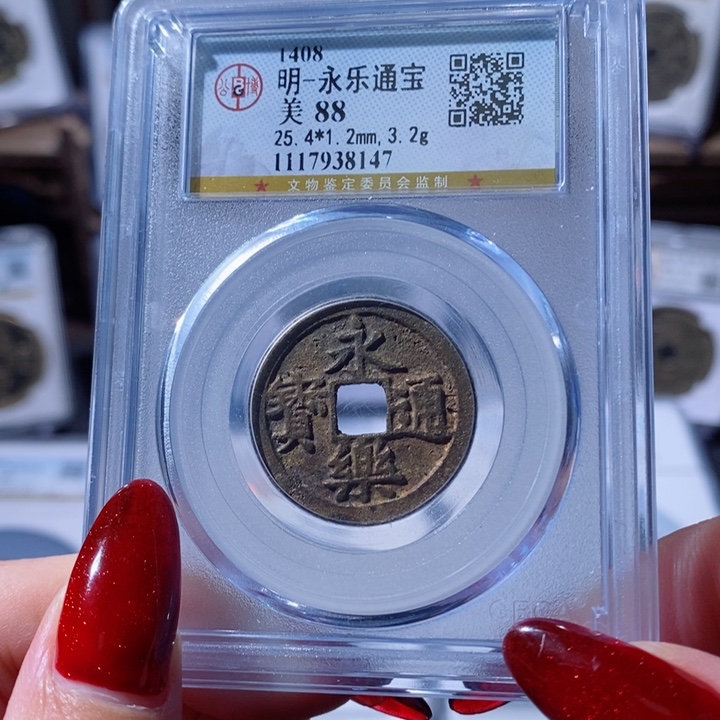 1408
明-永乐通宝
美 88
25.4*1.2mm,3.2g
1117938147
★ 文物鉴定委员会监制 ★
永
寶 通
樂